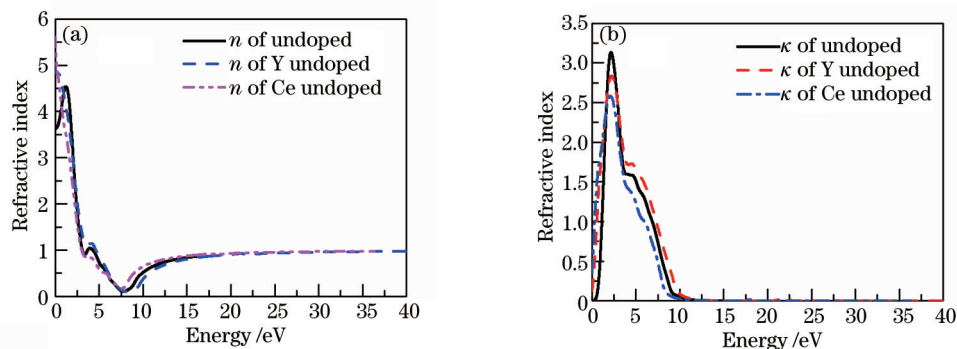 (a)
n of undoped
n of Y undoped
n of Ce undoped
Refractive index
6
5
4
3
2
1
0
0 5 10 15 20 25 30 35 40
Energy /eV
(b)
κ of undoped
κ of Y undoped
κ of Ce undoped
Refractive index
3.5
3.0
2.5
2.0
1.5
1.0
0.5
0
0 5 10 15 20 25 30 35 40
Energy /eV